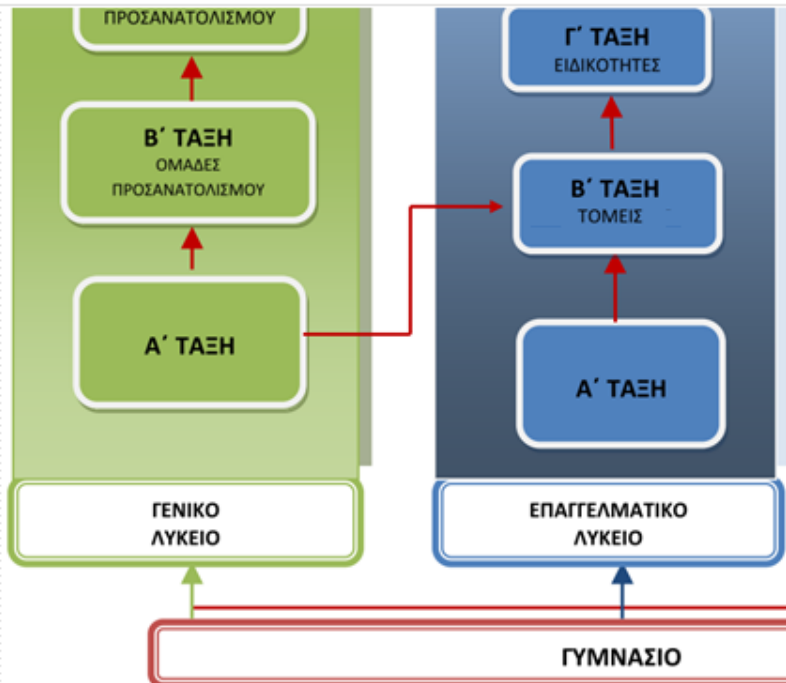 ΠΡΟΣΑΝΑΤΟΛΙΣΜΟΥ
Β΄ ΤΑΞΗ
ΟΜΑΔΕΣ
ΠΡΟΣΑΝΑΤΟΛΙΣΜΟΥ
Α΄ ΤΑΞΗ
ΓΕΝΙΚΟ
ΛΥΚΕΙΟ
Γ΄ ΤΑΞΗ
ΕΙΔΙΚΟΤΗΤΕΣ
Β΄ ΤΑΞΗ
ΤΟΜΕΙΣ
Α΄ ΤΑΞΗ
ΕΠΑΓΓΕΛΜΑΤΙΚΟ
ΛΥΚΕΙΟ
ΓΥΜΝΑΣΙΟ